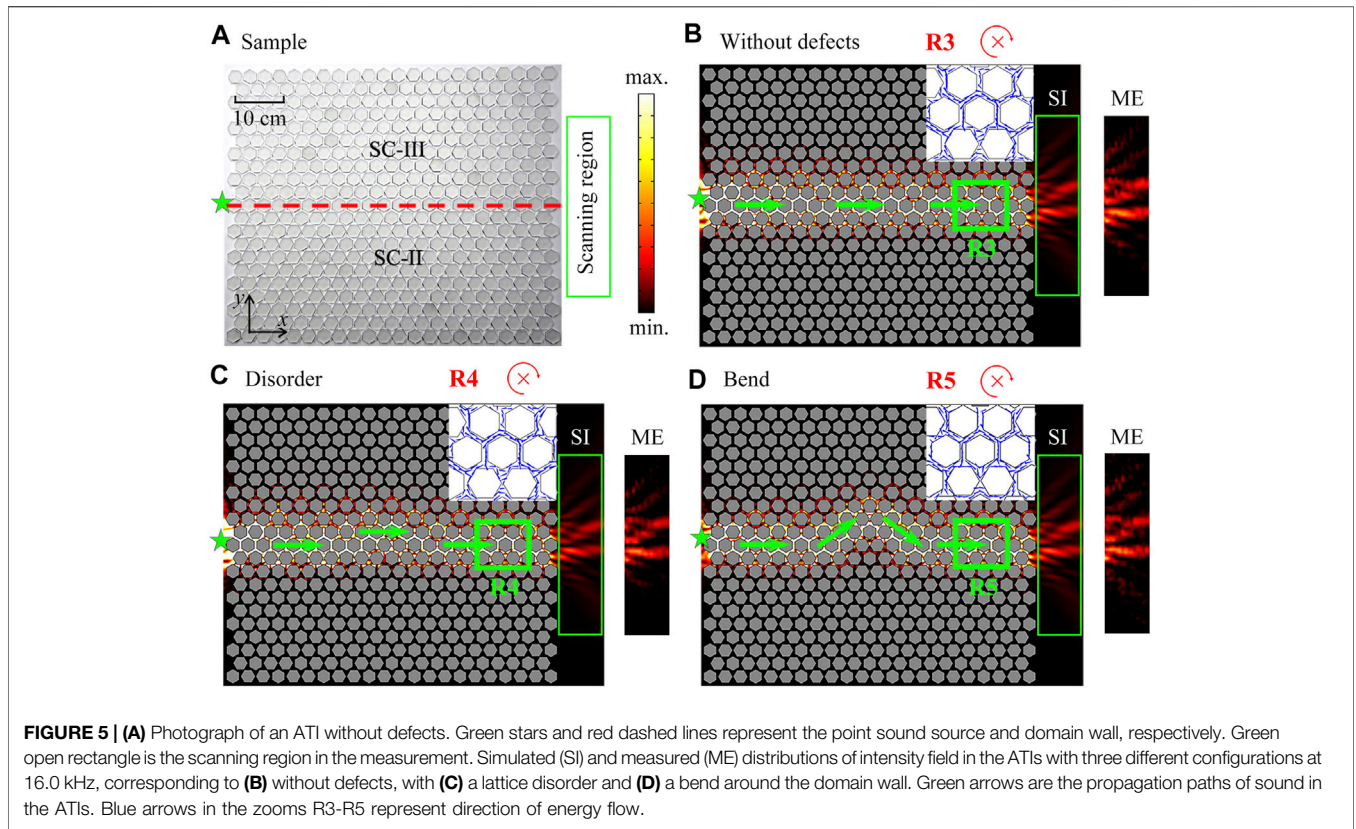 A Sample
10 cm
SC-III
SC-II
y
x
Scanning region
max.
min.
B Without defects R3
SI
ME
R3
C Disorder R4
SI
ME
R4
D Bend R5
SI
ME
R5
FIGURE 5 | (A) Photograph of an ATI without defects. Green stars and red dashed lines represent the point sound source and domain wall, respectively. Green
open rectangle is the scanning region in the measurement. Simulated (SI) and measured (ME) distributions of intensity field in the ATIs with three different configurations at
16.0 kHz, corresponding to (B) without defects, with (C) a lattice disorder and (D) a bend around the domain wall. Green arrows are the propagation paths of sound in
the ATIs. Blue arrows in the zooms R3-R5 represent direction of energy flow.